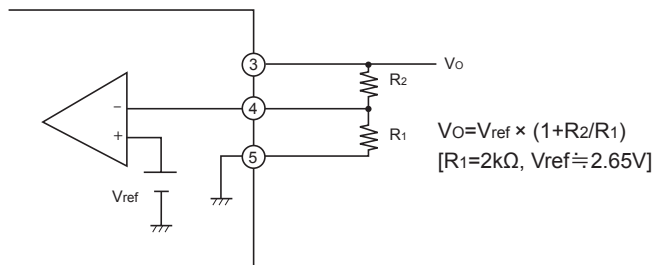 3
Vo
R2
−
4
+
R1
Vo=Vref × (1+R2/R1)
5
[R1=2kΩ, Vref≒2.65V]
Vref